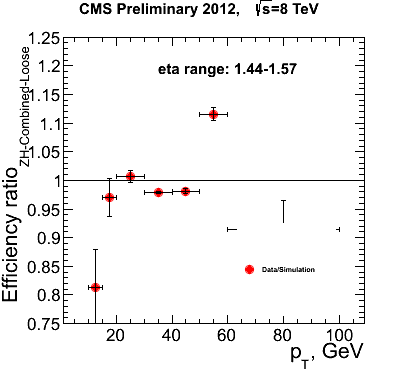 CMS Preliminary 2012, √s=8 TeV
eta range: 1.44-1.57
Efficiency ratio ZH-Combined-Loose
1.25
1.2
1.15
1.1
1.05
1
0.95
0.9
0.85
0.8
0.75
Data/Simulation
20 40 60 80 100
p_T, GeV